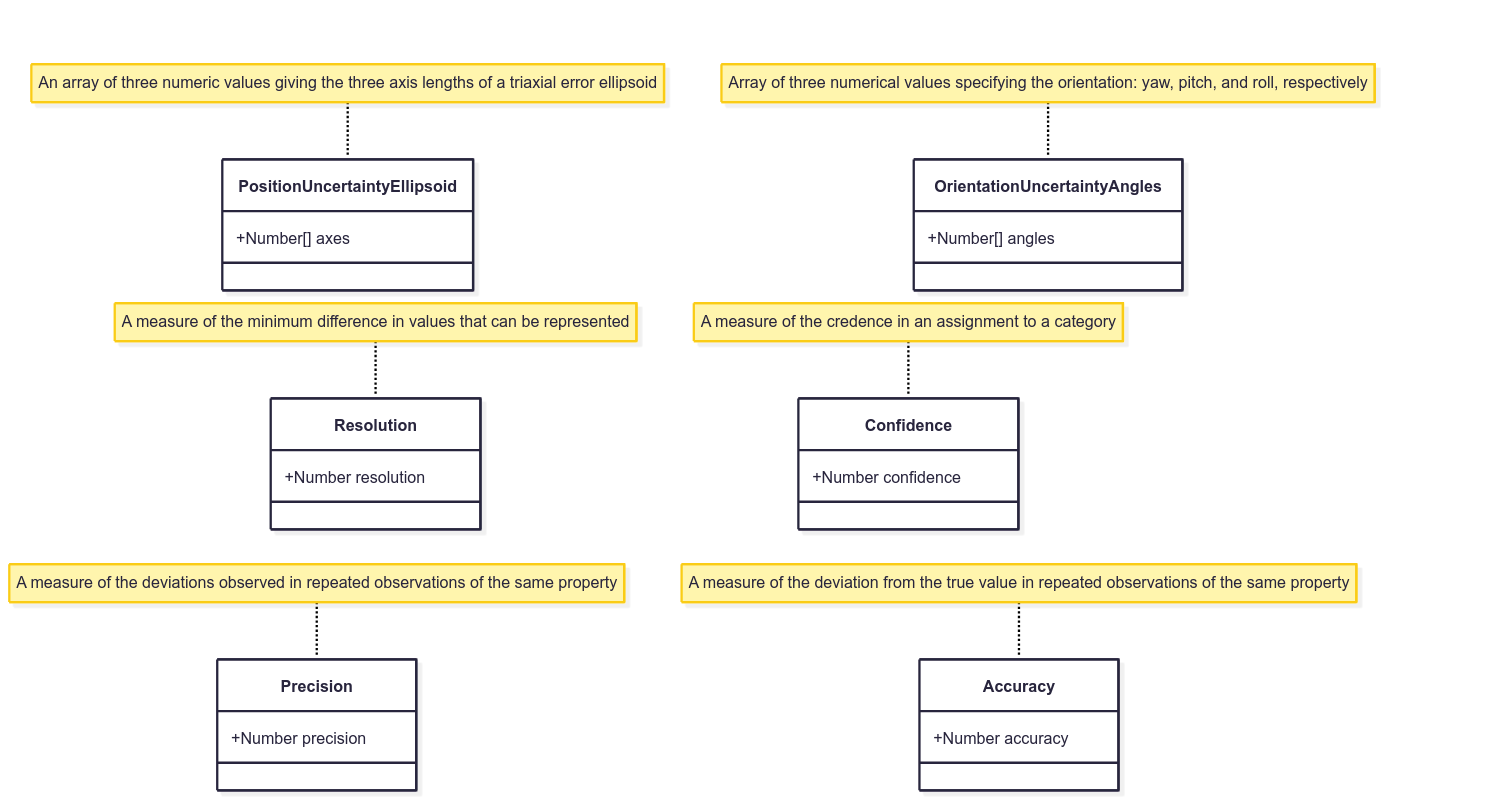 An array of three numeric values giving the three axis lengths of a triaxial error ellipsoid
Array of three numerical values specifying the orientation: yaw, pitch, and roll, respectively
PositionUncertaintyEllipsoid
+Number[] axes
OrientationUncertaintyAngles
+Number[] angles
A measure of the minimum difference in values that can be represented
A measure of the credence in an assignment to a category
Resolution
+Number resolution
Confidence
+Number confidence
A measure of the deviations observed in repeated observations of the same property
A measure of the deviation from the true value in repeated observations of the same property
Precision
+Number precision
Accuracy
+Number accuracy